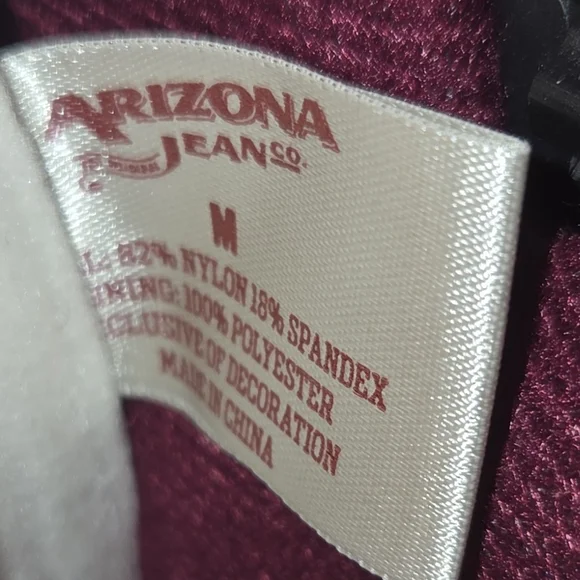 ARIZONA
JEAN CO.
M
82% NYLON 18% SPANDEX
100% POLYESTER
OF DECORATION
MADE IN CHINA